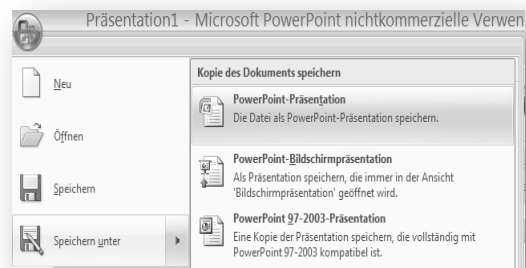 Präsentation1 - Microsoft PowerPoint nichtkommerzielle Verwen
Neu
Öffnen
Speichern
Speichern unter
Kopie des Dokuments speichern
PowerPoint-Präsentation
Die Datei als PowerPoint-Präsentation speichern.
PowerPoint-Bildschirmpräsentation
Als Präsentation speichern, die immer in der Ansicht
'Bildschirmpräsentation' geöffnet wird.
PowerPoint 97-2003-Präsentation
Eine Kopie der Präsentation speichern, die vollständig mit
PowerPoint 97-2003 kompatibel ist.